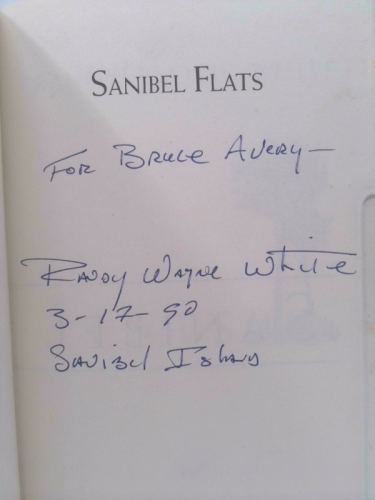 SANIBEL FLATS
For Bruce Avery—
Randy Wayne White
3-17-90
Sanibel Island